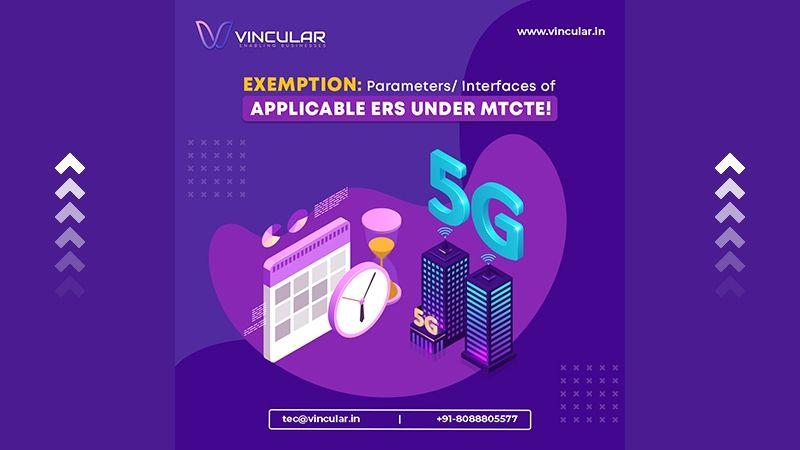 VINCULAR
ENABLING BUSINESSES
www.vincular.in
EXEMPTION: Parameters/ Interfaces of
APPLICABLE ERS UNDER MTCTE!
5G
5G
tec@vincular.in | +91-8088805577